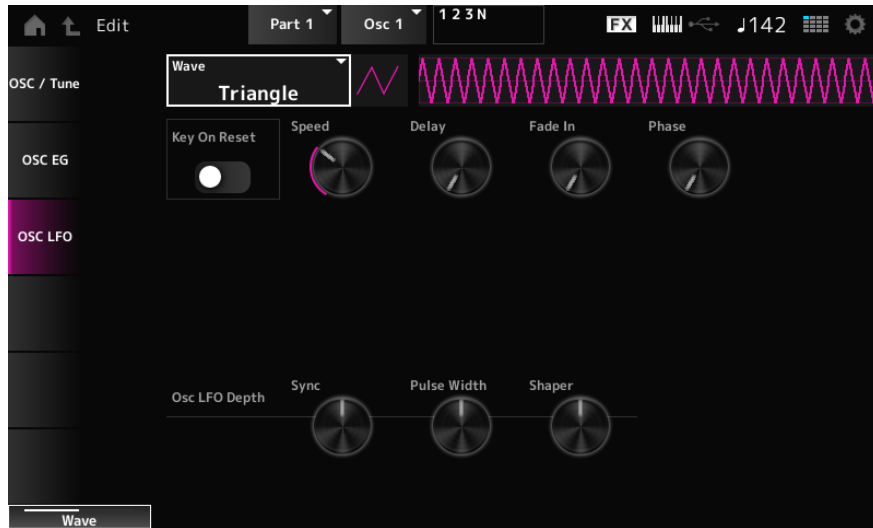 Edit
Part 1
Osc 1
1 2 3 N
FX
♩142
OSC / Tune
OSC EG
OSC LFO
Wave
Triangle
Key On Reset
Speed
Delay
Fade In
Phase
Osc LFO Depth
Sync
Pulse Width
Shaper
Wave